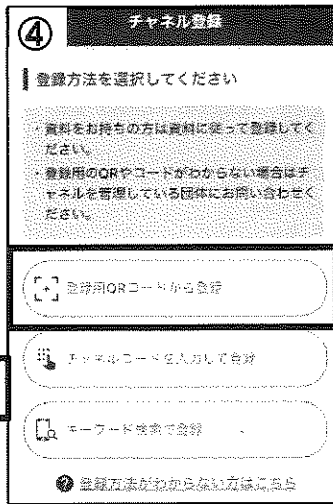 ④
チャネル登録
登録方法を選択してください
・資料をお持ちの方は資料に従って登録してく
ださい。
・登録用のQRやコードがわからない場合はチ
ャネルを管理している団体にお問い合わせく
ださい。
登録用QRコードから登録
チャネルコードを入力して登録
キーワード検索で登録
? 登録方法がわからない方はこちら